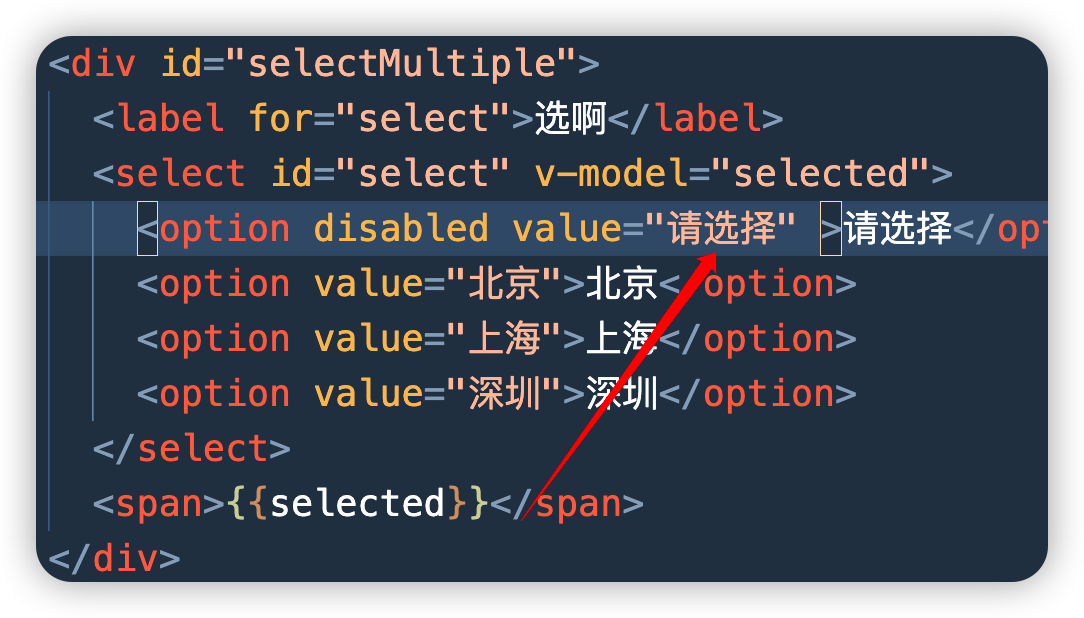 <div id="selectMultiple">
<label for="select">选啊</label>
<select id="select" v-model="selected">
<option disabled value="请选择" >请选择</opt
<option value="北京">北京</option>
<option value="上海">上海</option>
<option value="深圳">深圳</option>
</select>
<span>{{selected}}</span>
</div>